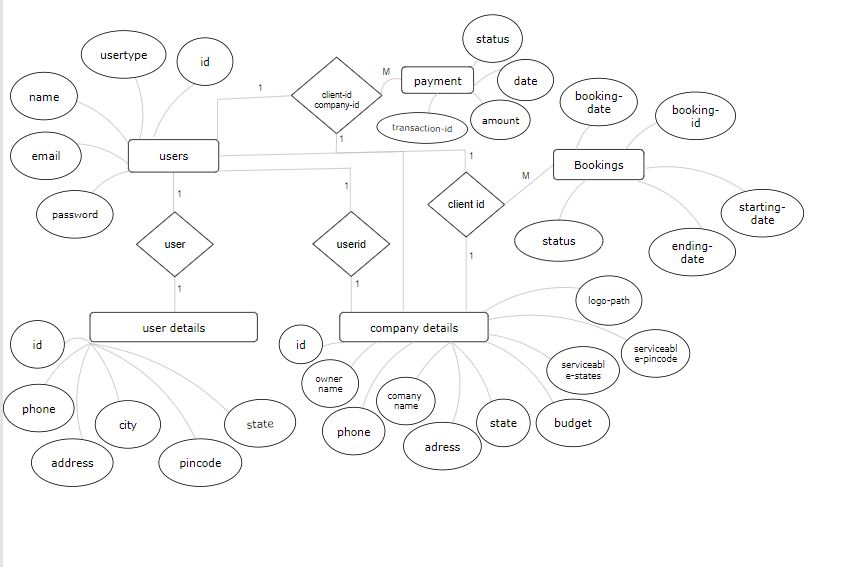 status
usertype
id
M
payment
date
1
client-id
company-id
name
booking-
date
booking-
id
amount
transaction-id
1
users
email
1
Bookings
M
1
1
password
client id
starting-
date
user
userid
status
ending-
date
1
1
1
logo-path
user details
company details
id
id
serviceabl
e-pincode
serviceabl
e-states
owner
name
comany
name
phone
city
state
phone
adress
state
budget
address
pincode